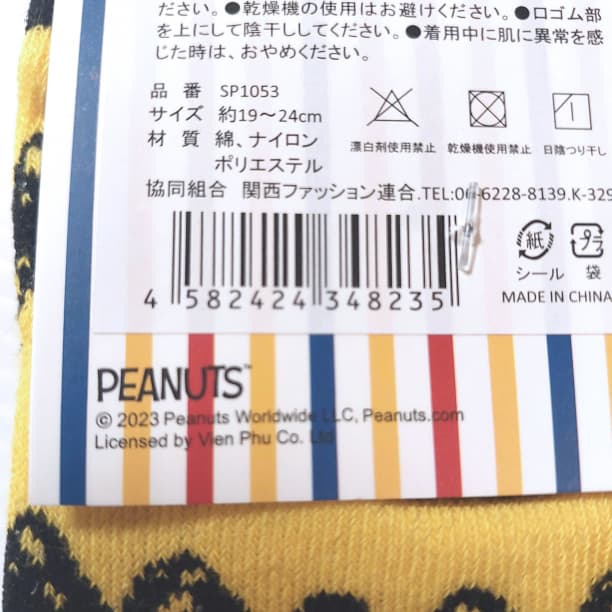 ださい。●乾燥機の使用はお避けください。●口ゴム部
を上にして陰干ししてください。●着用中に肌に異常を感
じた時は、おやめください。
品 番 SP1053
サイズ 約19～24cm
材 質 綿、ナイロン
ポリエステル
漂白剤使用禁止 乾燥機使用禁止 日陰つり干し
協同組合 関西ファッション連合.TEL:06-6228-8139.K-329
紙 プラ
シール 袋
4 582424 348235
MADE IN CHINA
PEANUTS™
© 2023 Peanuts Worldwide LLC, Peanuts.com
Licensed by Vien Phu Co. Ltd